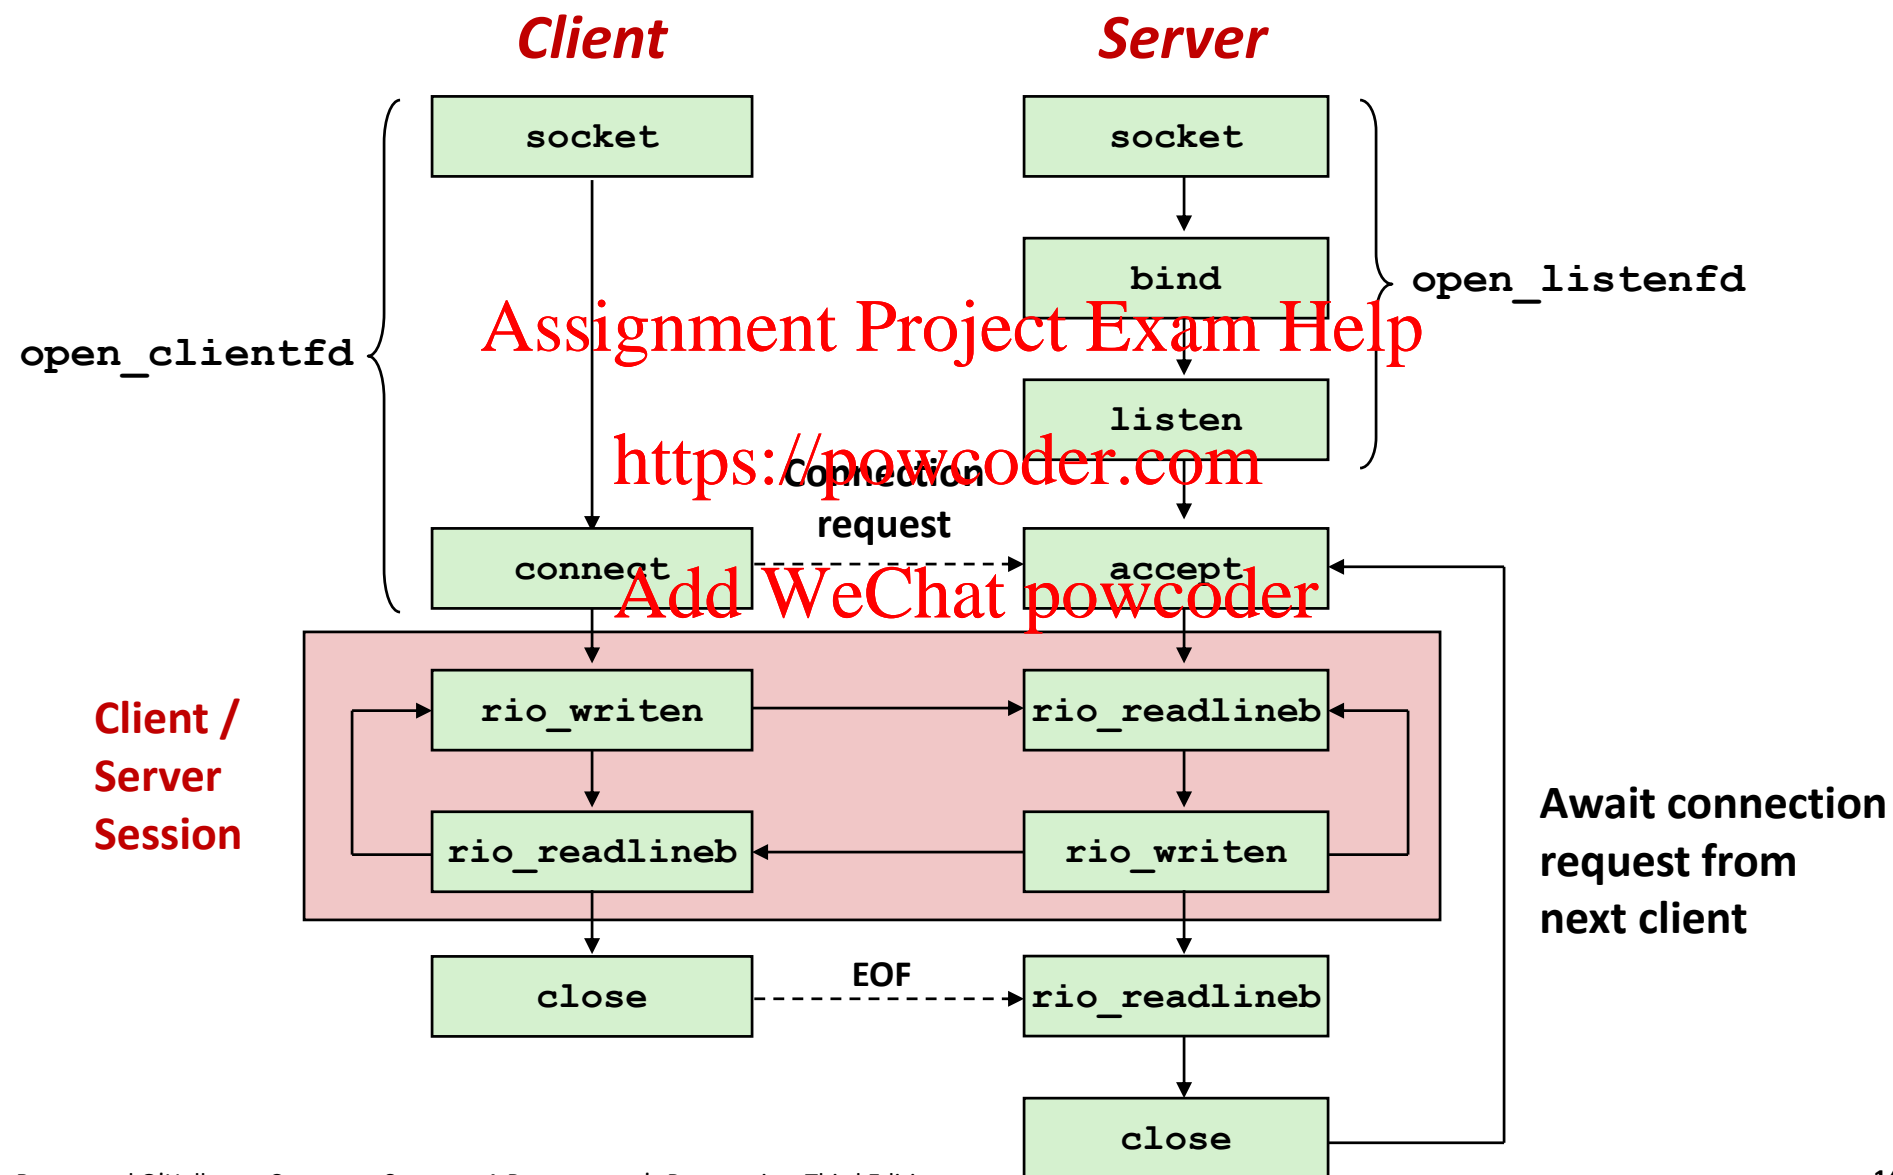 Client
Server
socket
socket
bind
open_listenfd
Assignment Project Exam Help
open_clientfd
listen
https://powcoder.com
Connection
request
connect
accept
Add WeChat powcoder
Client /
Server
Session
rio_writen
rio_readlineb
rio_readlineb
rio_writen
Await connection
request from
next client
close
EOF
rio_readlineb
close